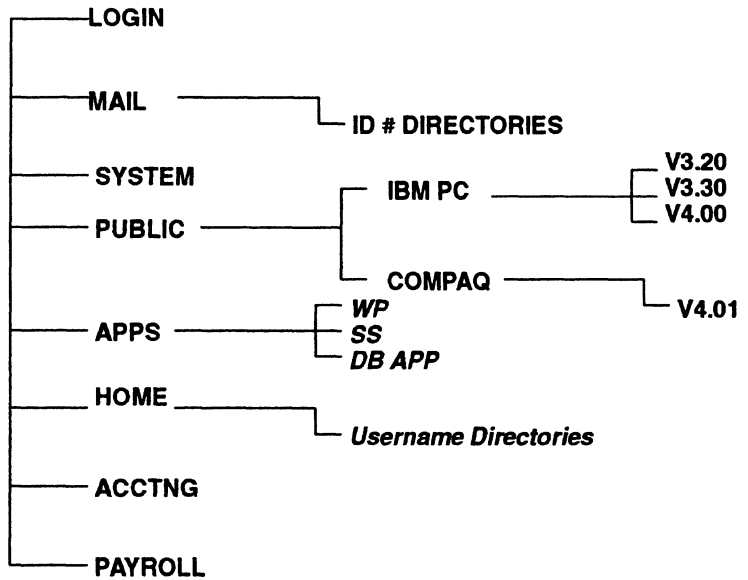 LOGIN
MAIL
ID # DIRECTORIES
SYSTEM
PUBLIC
IBM PC
V3.20
V3.30
V4.00
COMPAQ
V4.01
APPS
WP
SS
DB APP
HOME
Username Directories
ACCTNG
PAYROLL